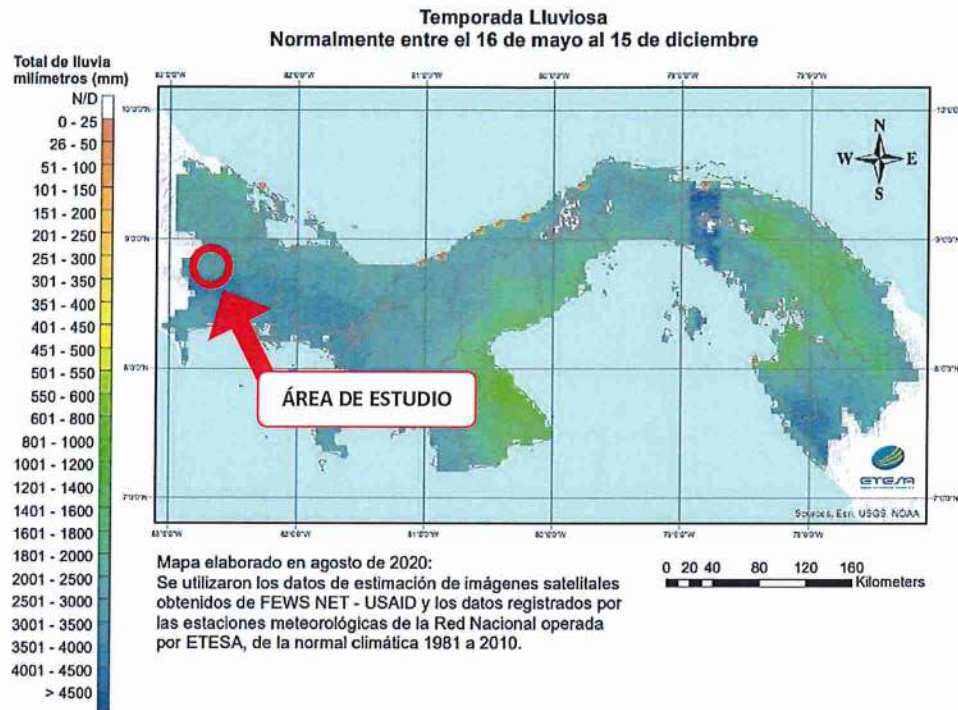 Temporada Lluviosa
Normalmente entre el 16 de mayo al 15 de diciembre
Total de lluvia
milímetros (mm)
N/D
0 - 25
26 - 50
51 - 100
101 - 150
151 - 200
201 - 250
251 - 300
301 - 350
351 - 400
401 - 450
451 - 500
501 - 550
550 - 600
601 - 800
801 - 1000
1001 - 1200
1201 - 1400
1401 - 1600
1601 - 1800
1801 - 2000
2001 - 2500
2501 - 3000
3001 - 3500
3501 - 4000
4001 - 4500
> 4500
N
W E
S
ÁREA DE ESTUDIO
ETESA
Sources: Esri, USGS, NOAA
Mapa elaborado en agosto de 2020:
Se utilizaron los datos de estimación de imágenes satelitales
obtenidos de FEWS NET - USAID y los datos registrados por
las estaciones meteorológicas de la Red Nacional operada
por ETESA, de la normal climática 1981 a 2010.
0 20 40 80 120 160
Kilometers